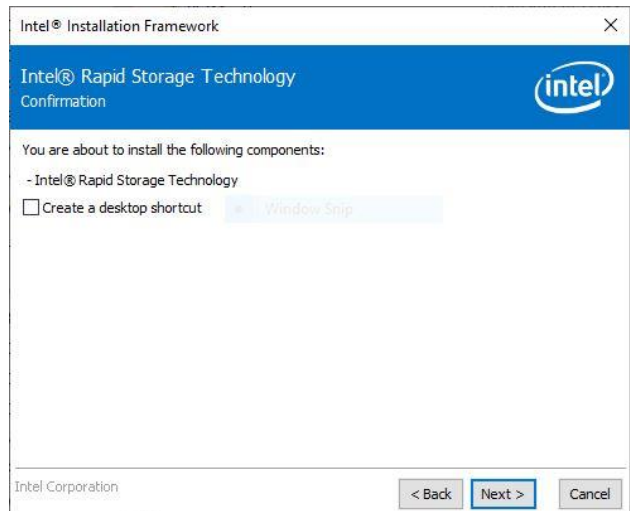 Intel® Installation Framework
Intel® Rapid Storage Technology
Confirmation
intel
You are about to install the following components:
- Intel® Rapid Storage Technology
Create a desktop shortcut
Window Snip
Intel Corporation
< Back Next > Cancel